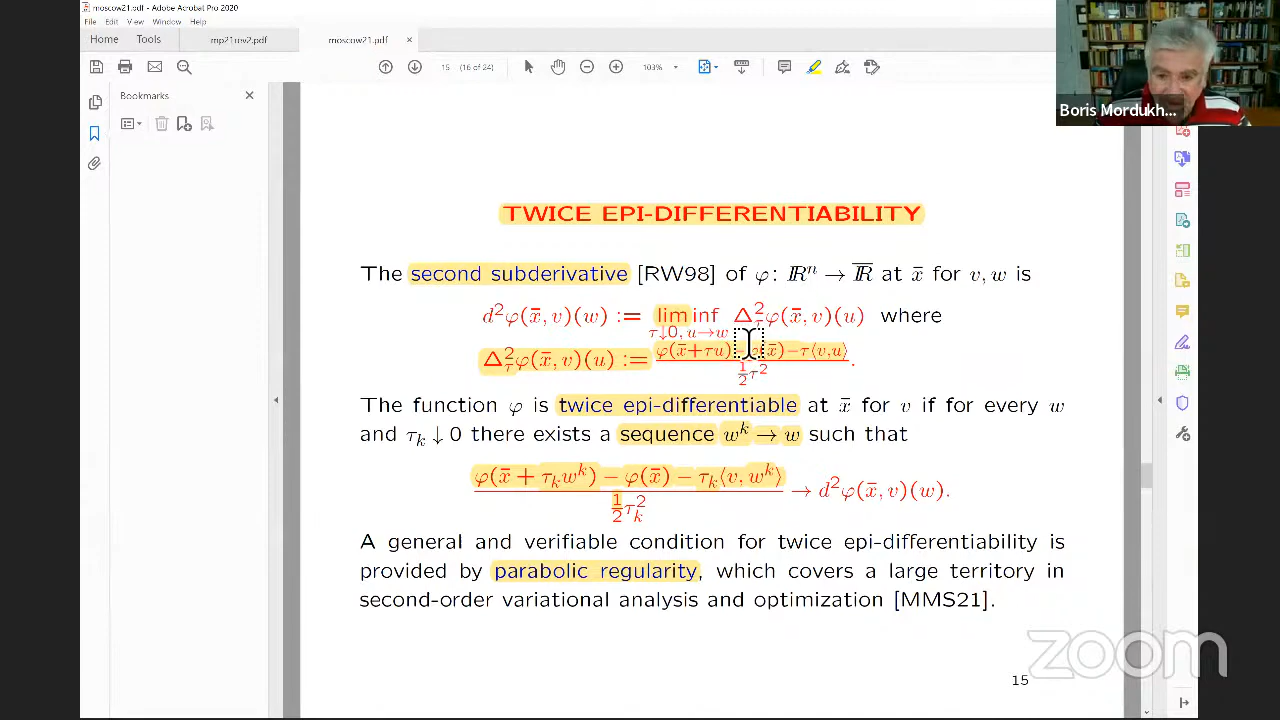 moscow21.pdf - Adobe Acrobat Pro 2020
File Edit View Window Help
Home Tools mp21rev2.pdf moscow21.pdf ×
15 (16 of 24) 103%
Bookmarks ×
Boris Mordukh...
TWICE EPI-DIFFERENTIABILITY
The second subderivative [RW98] of φ: ℝⁿ → ℝ̅ at x̄ for v, w is
d²φ(x̄, v)(w) := lim inf_{τ↓0, u→w} Δ²_τφ(x̄, v)(u) where
Δ²_τφ(x̄, v)(u) := (φ(x̄+τu) − φ(x̄) − τ⟨v,u⟩) / (½τ²).
The function φ is twice epi-differentiable at x̄ for v if for every w
and τ_k ↓ 0 there exists a sequence w^k → w such that
(φ(x̄ + τ_k w^k) − φ(x̄) − τ_k⟨v, w^k⟩) / (½τ_k²) → d²φ(x̄, v)(w).
A general and verifiable condition for twice epi-differentiability is
provided by parabolic regularity, which covers a large territory in
second-order variational analysis and optimization [MMS21].
zoom
15